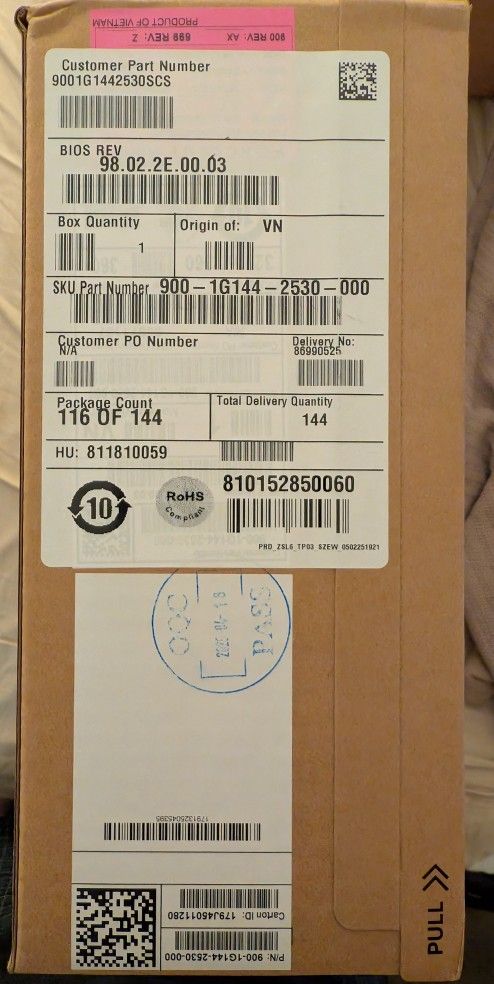 PRODUCT OF VIETNAM
900 REV: AX
699 REV: Z
Customer Part Number
9001G1442530SCS
BIOS REV
98.02.2E.00.03
Box Quantity
1
Origin of: VN
SKU Part Number 900-1G144-2530-000
Customer PO Number
N/A
Delivery No:
86990525
Package Count
116 OF 144
Total Delivery Quantity
144
HU: 811810059
10
RoHS
Compliant
810152850060
PRD_ZSL6_TP03_SZEW_0502251921
OQC
PASS
1791325045395
Carton ID: 179J45011280
P/N: 900-1G144-2530-000
PULL